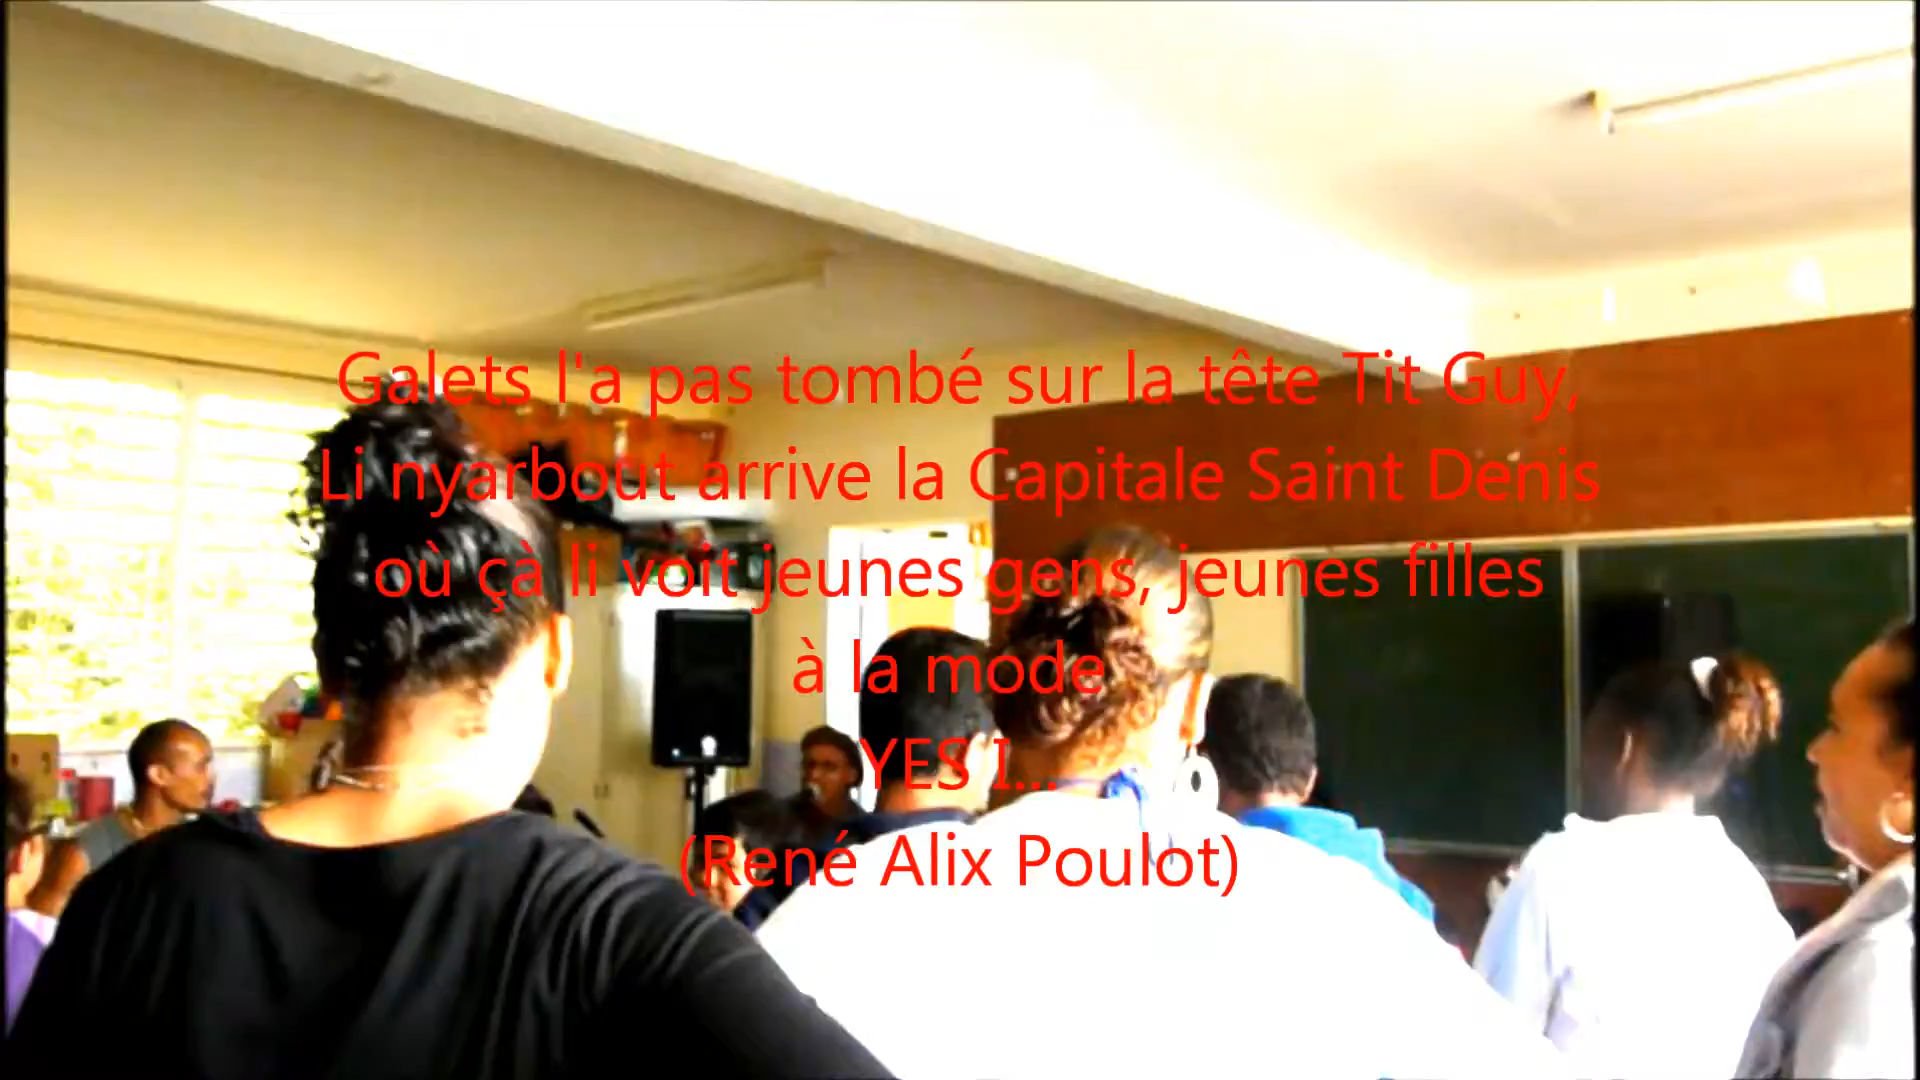 Galets l'a pas tombé sur la tête Tit Guy,
Li nyarbout arrive la Capitale Saint Denis
où çà li voit jeunes gens, jeunes filles
à la mode
YES I...
(René Alix Poulot)